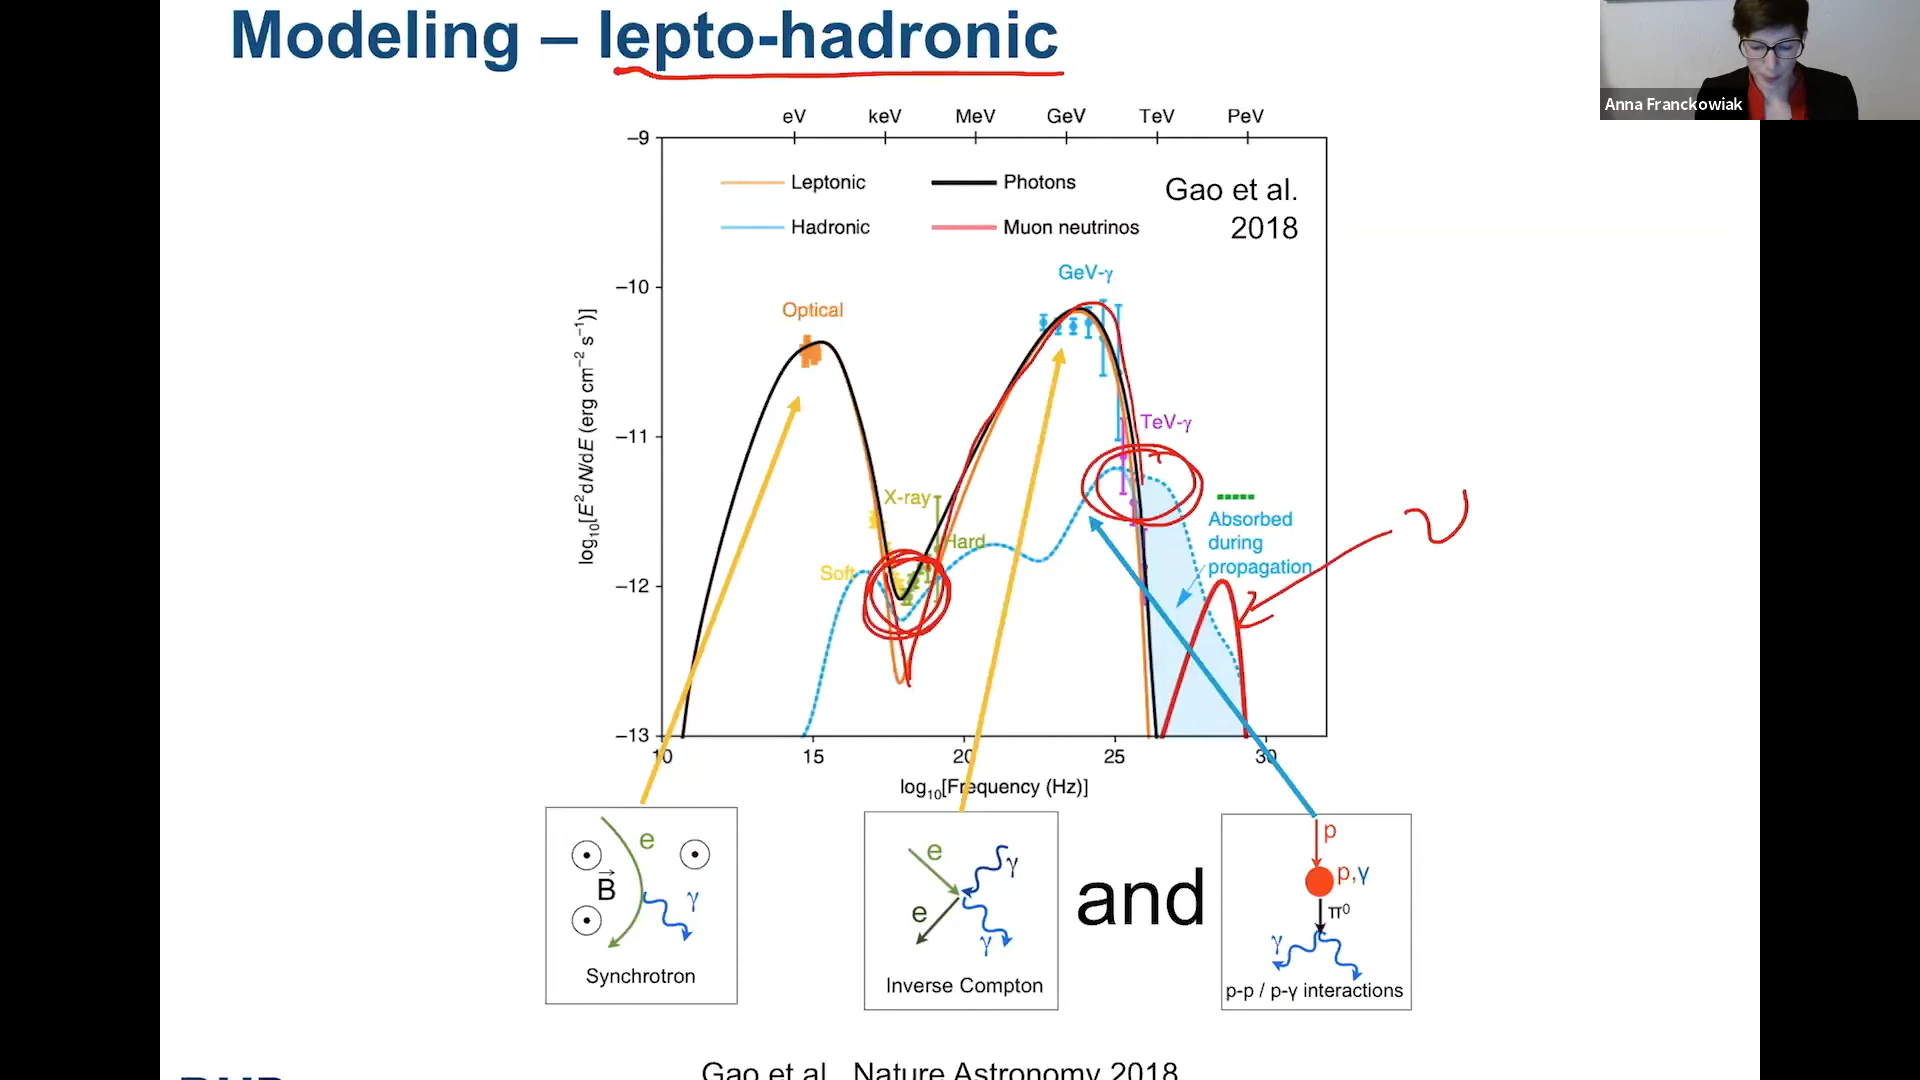 Modeling – lepto-hadronic
Anna Franckowiak
eV keV MeV GeV TeV PeV
Leptonic
Photons
Hadronic
Muon neutrinos
Gao et al.
2018
–9
–10
–11
–12
–13
log10[E2dN/dE (erg cm−2 s−1)]
Optical
GeV-γ
TeV-γ
X-ray
Hard
Soft
Absorbed
during
propagation
10 15 20 25 30
log10[Frequency (Hz)]
e
B
γ
Synchrotron
e
γ
e
γ
Inverse Compton
and
p
p,γ
π0
γ
p-p / p-γ interactions
Gao et al., Nature Astronomy 2018